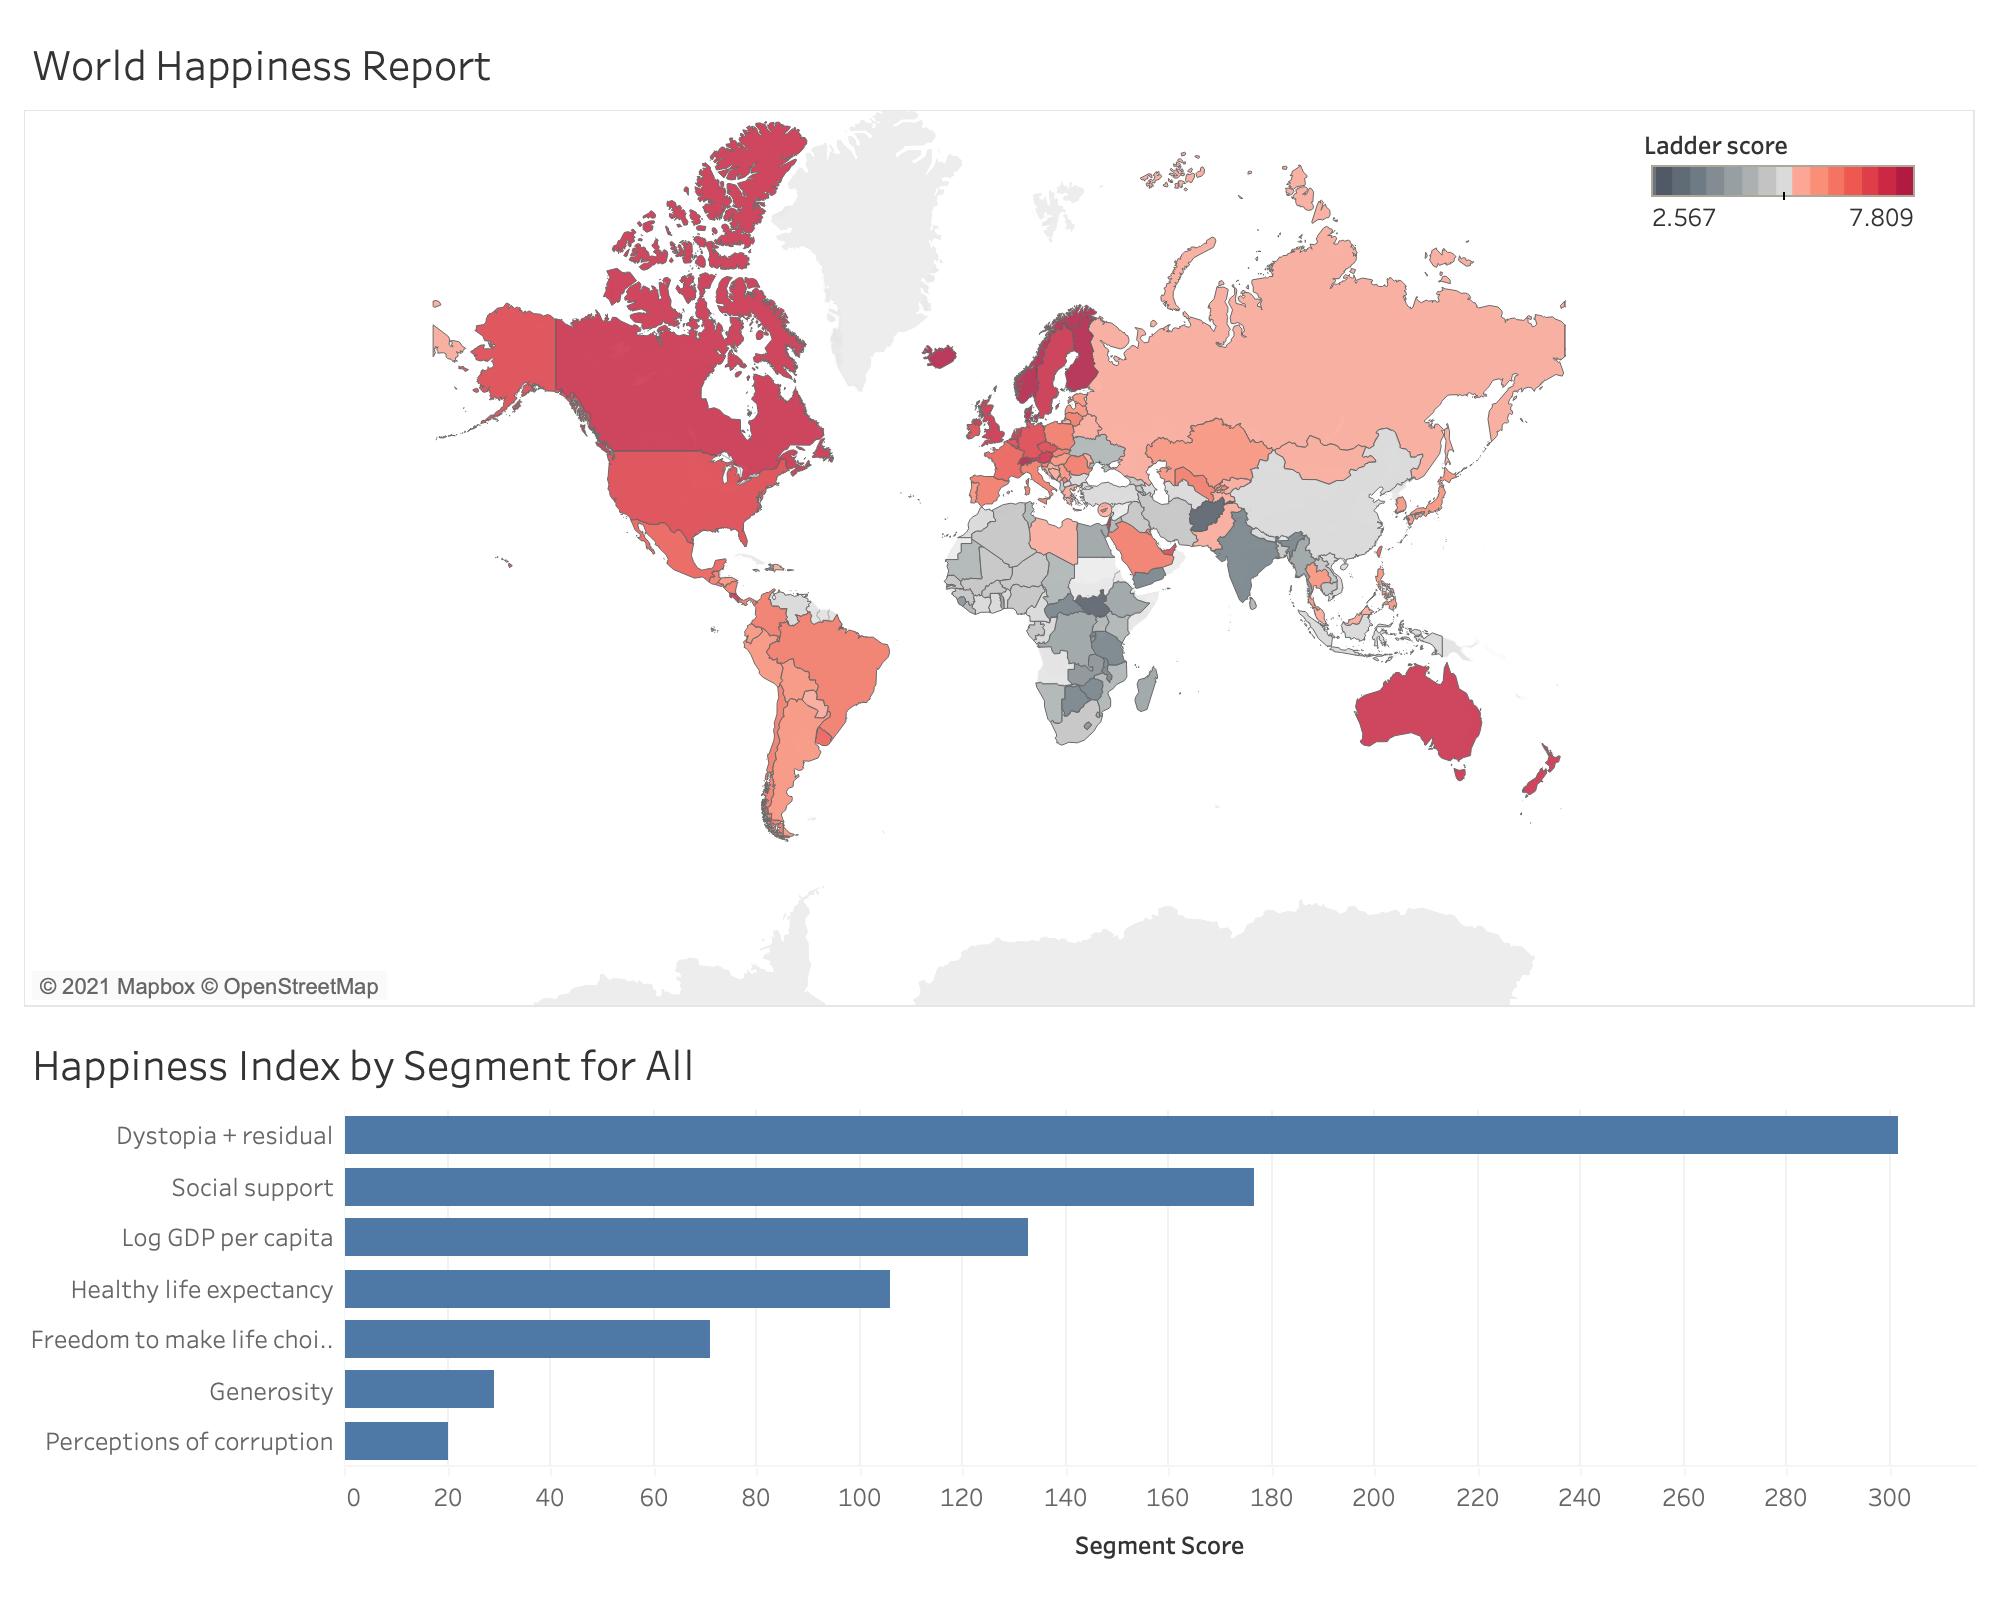 World Happiness Report
Ladder score
2.567 7.809
© 2021 Mapbox © OpenStreetMap
Happiness Index by Segment for All
Dystopia + residual
Social support
Log GDP per capita
Healthy life expectancy
Freedom to make life choi..
Generosity
Perceptions of corruption
0 20 40 60 80 100 120 140 160 180 200 220 240 260 280 300
Segment Score